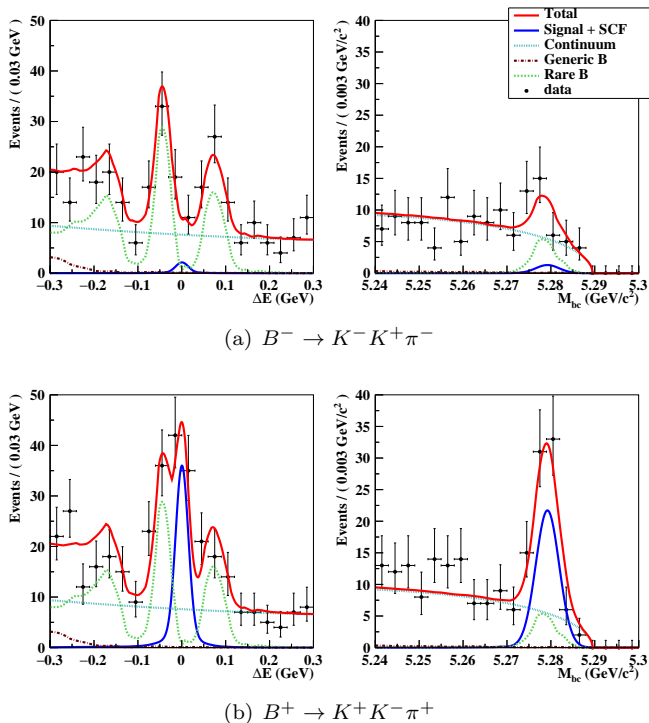 Total
Signal + SCF
Continuum
Generic B
Rare B
data
Events / ( 0.03 GeV )
50
40
30
20
10
0
−0.3 −0.2 −0.1 0 0.1 0.2 0.3
ΔE (GeV)
Events / ( 0.003 GeV/c²)
40
35
30
25
20
15
10
5
0
5.24 5.25 5.26 5.27 5.28 5.29 5.3
M_bc (GeV/c²)
(a) B⁻ → K⁻K⁺π⁻
Events / ( 0.03 GeV )
50
40
30
20
10
0
−0.3 −0.2 −0.1 0 0.1 0.2 0.3
ΔE (GeV)
Events / ( 0.003 GeV/c²)
40
35
30
25
20
15
10
5
0
5.24 5.25 5.26 5.27 5.28 5.29 5.3
M_bc (GeV/c²)
(b) B⁺ → K⁺K⁻π⁺